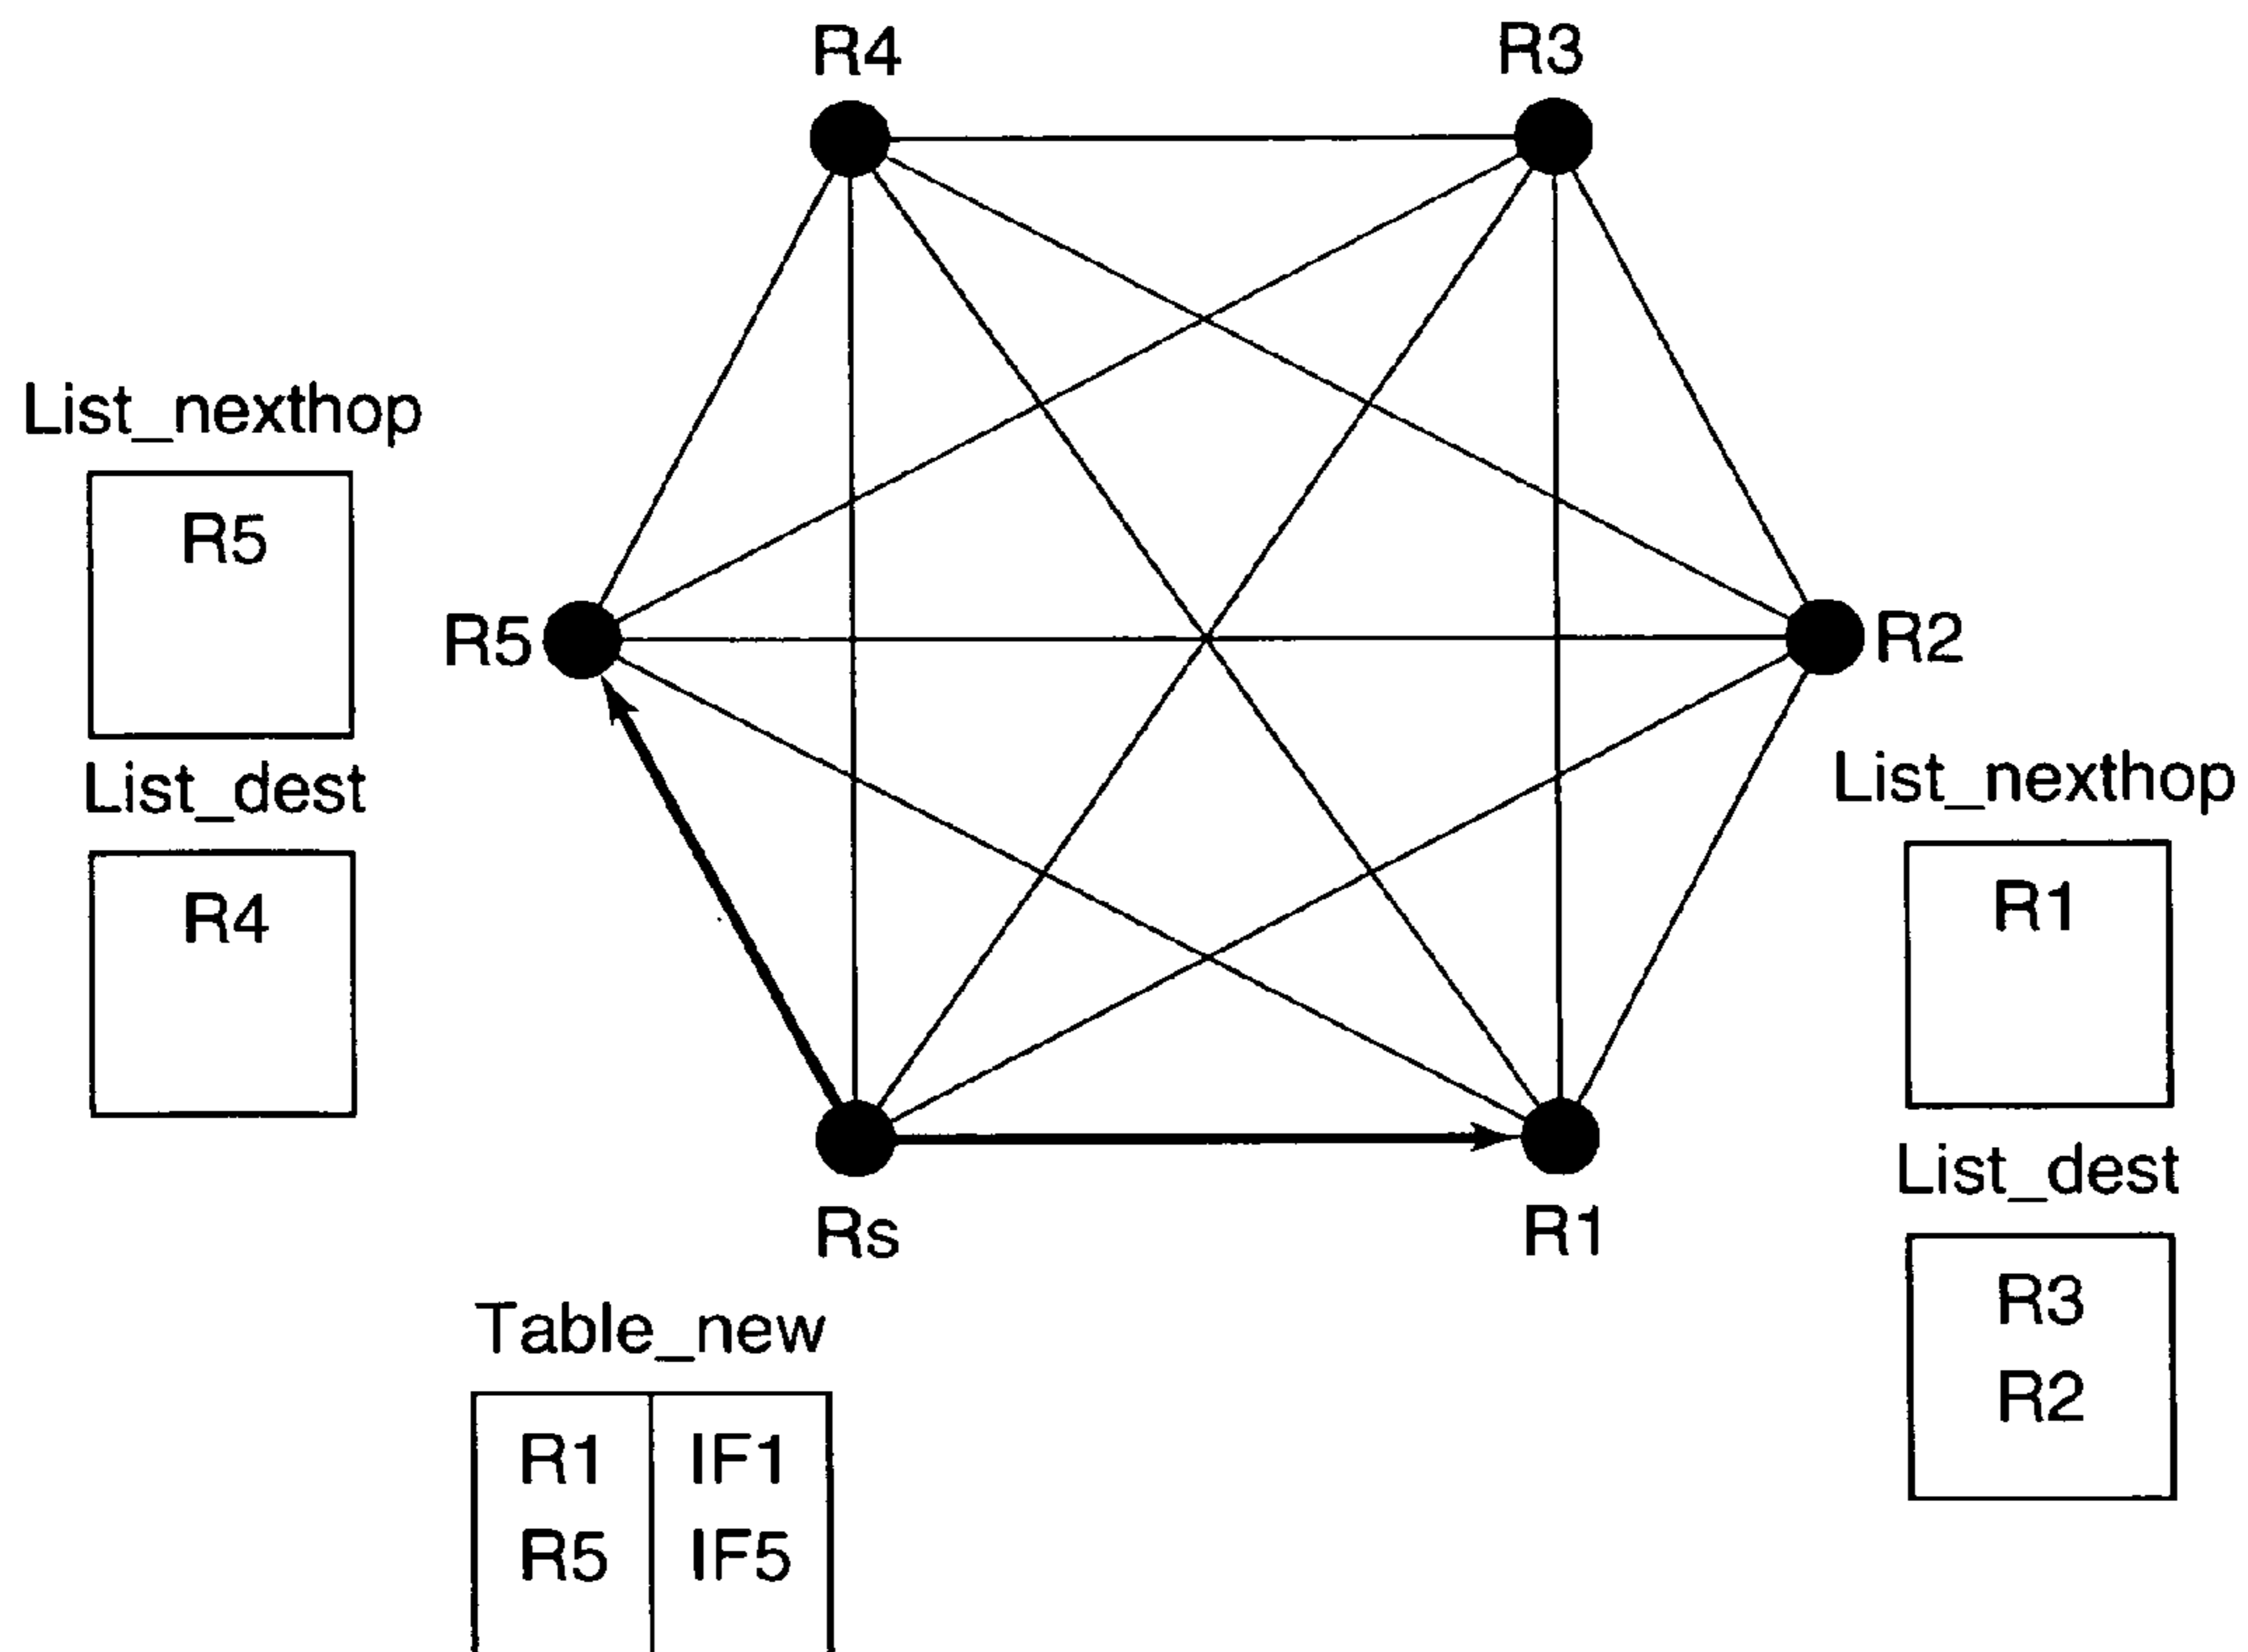 R4
R3
List_nexthop
R5
R5
R2
List_dest
R4
List_nexthop
R1
Rs
R1
List_dest
R3
R2
Table_new
R1 IF1
R5 IF5